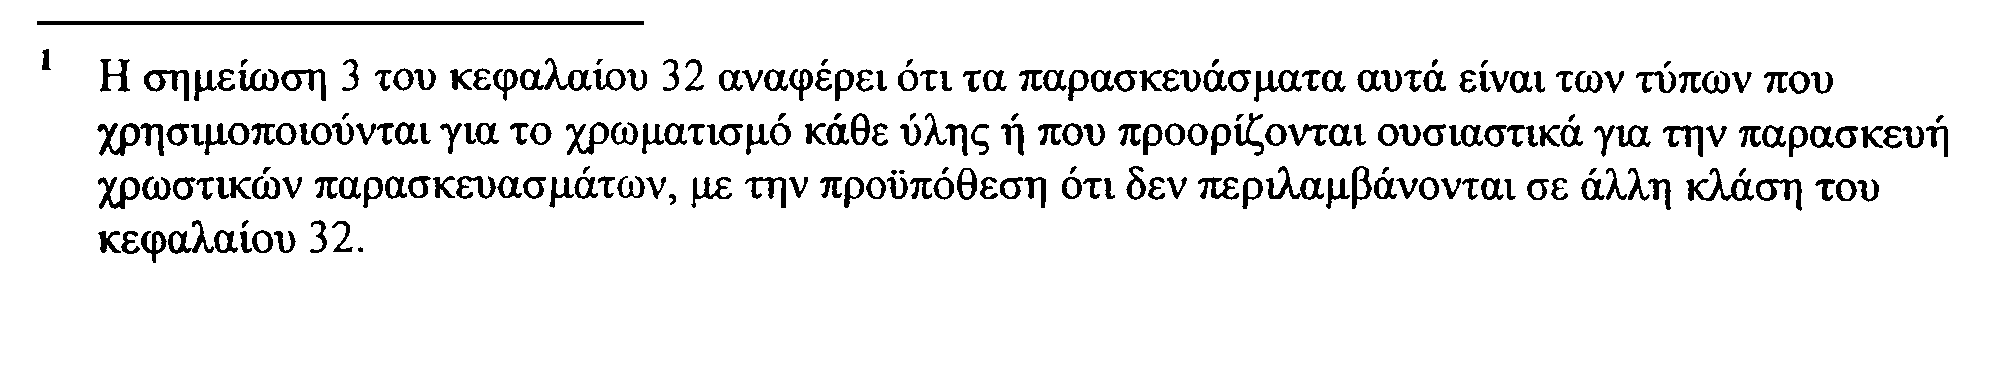 1 Η σημείωση 3 του κεφαλαίου 32 αναφέρει ότι τα παρασκευάσματα αυτά είναι των τύπων που
χρησιμοποιούνται για το χρωματισμό κάθε ύλης ή που προορίζονται ουσιαστικά για την παρασκευή
χρωστικών παρασκευασμάτων, με την προϋπόθεση ότι δεν περιλαμβάνονται σε άλλη κλάση του
κεφαλαίου 32.